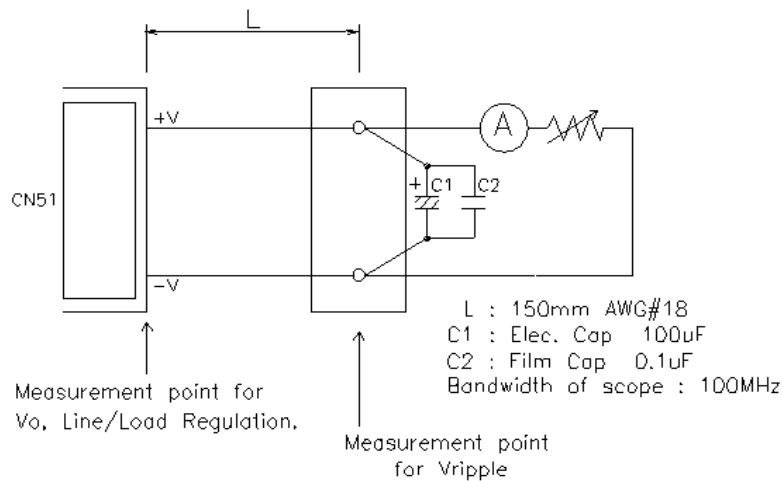 L
+V
A
CN51
+ C1
C2
-V
L : 150mm AWG#18
C1 : Elec. Cap 100uF
C2 : Film Cap 0.1uF
Bandwidth of scope : 100MHz
Measurement point for
Vo, Line/Load Regulation.
Measurement point
for Vripple